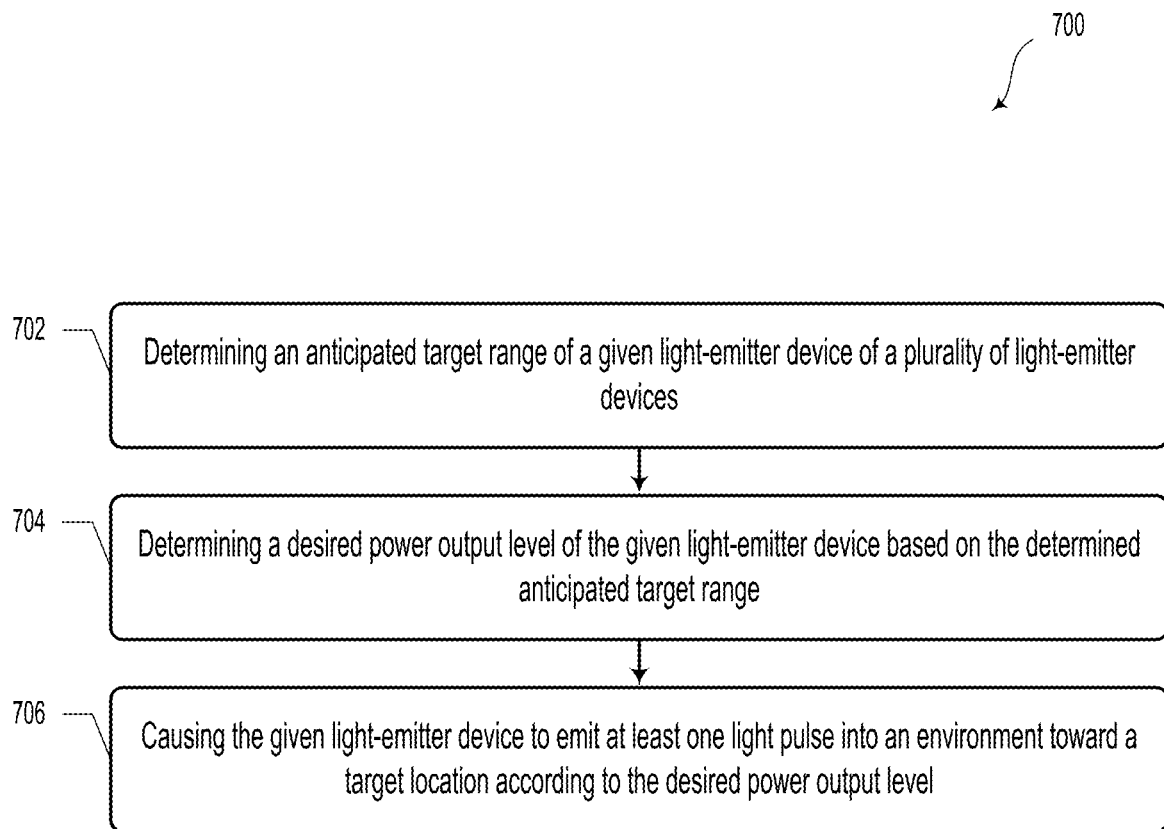 700
702
Determining an anticipated target range of a given light-emitter device of a plurality of light-emitter
devices
704
Determining a desired power output level of the given light-emitter device based on the determined
anticipated target range
706
Causing the given light-emitter device to emit at least one light pulse into an environment toward a
target location according to the desired power output level